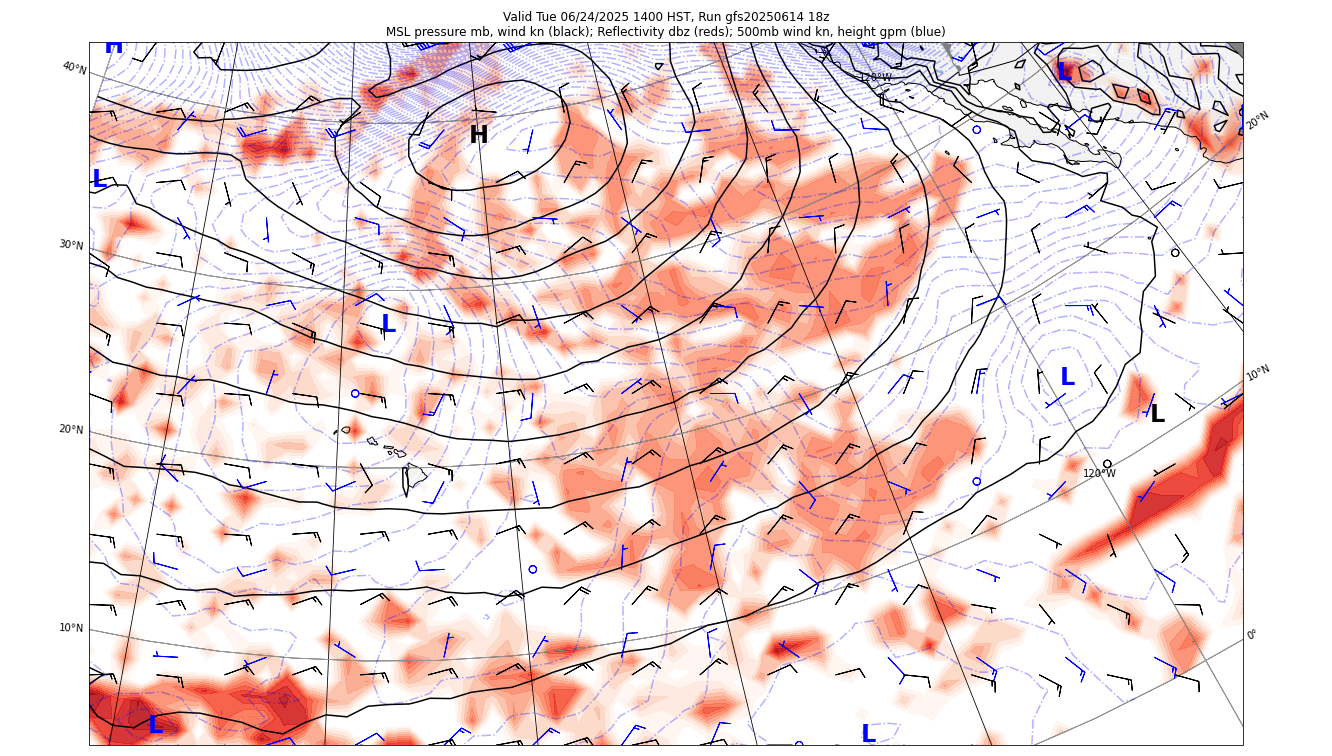 Valid Tue 06/24/2025 1400 HST, Run gfs20250614 18z
MSL pressure mb, wind kn (black); Reflectivity dbz (reds); 500mb wind kn, height gpm (blue)
H
40°N
120°W
L
20°N
H
L
30°N
L
10°N
L
L
20°N
120°W
10°N
0°
L
L